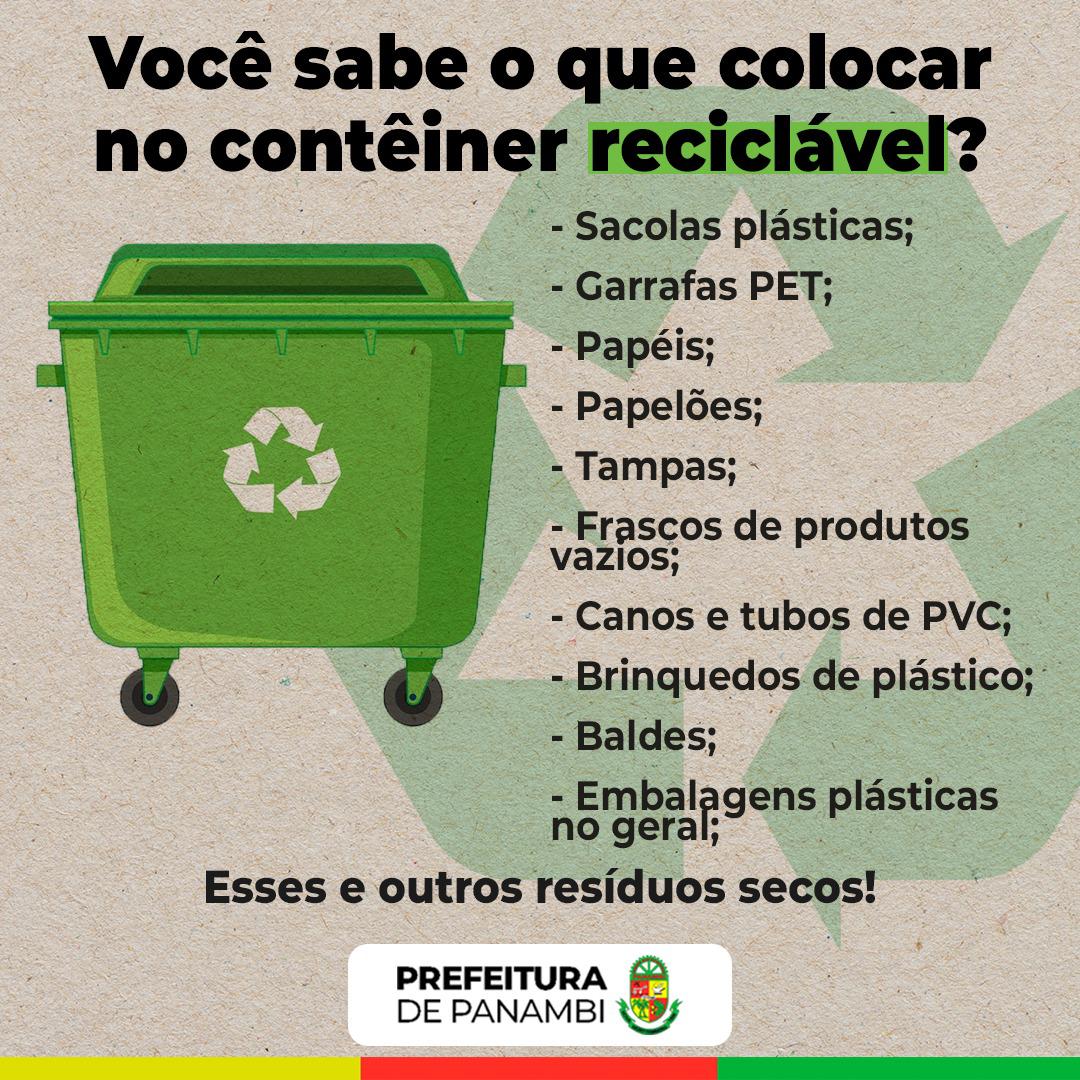 Você sabe o que colocar
no contêiner reciclável?
- Sacolas plásticas;
- Garrafas PET;
- Papéis;
- Papelões;
- Tampas;
- Frascos de produtos
vazios;
- Canos e tubos de PVC;
- Brinquedos de plástico;
- Baldes;
- Embalagens plásticas
no geral;
Esses e outros resíduos secos!
PREFEITURA
DE PANAMBI